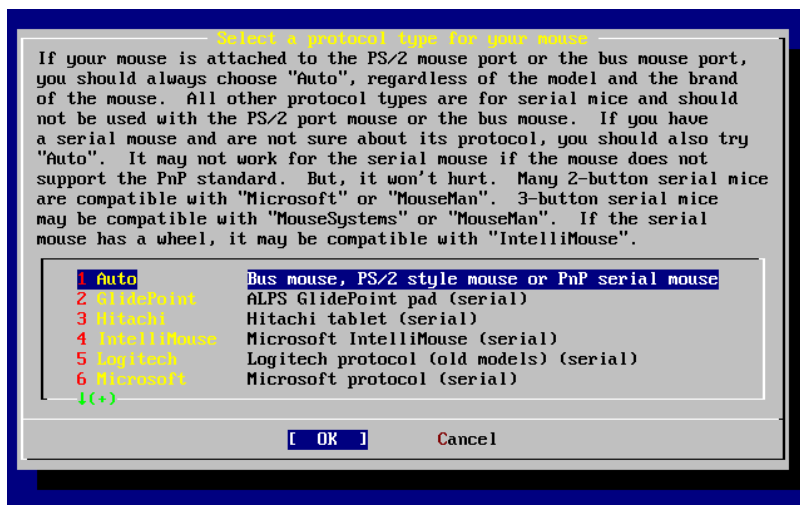 Select a protocol type for your mouse
If your mouse is attached to the PS/2 mouse port or the bus mouse port,
you should always choose "Auto", regardless of the model and the brand
of the mouse.  All other protocol types are for serial mice and should
not be used with the PS/2 port mouse or the bus mouse.  If you have
a serial mouse and are not sure about its protocol, you should also try
"Auto".  It may not work for the serial mouse if the mouse does not
support the PnP standard.  But, it won't hurt.  Many 2-button serial mice
are compatible with "Microsoft" or "MouseMan".  3-button serial mice
may be compatible with "MouseSystems" or "MouseMan".  If the serial
mouse has a wheel, it may be compatible with "IntelliMouse".
1 Auto Bus mouse, PS/2 style mouse or PnP serial mouse
2 GlidePoint ALPS GlidePoint pad (serial)
3 Hitachi Hitachi tablet (serial)
4 IntelliMouse Microsoft IntelliMouse (serial)
5 Logitech Logitech protocol (old models) (serial)
6 Microsoft Microsoft protocol (serial)
↓(+)
[ OK ] Cancel